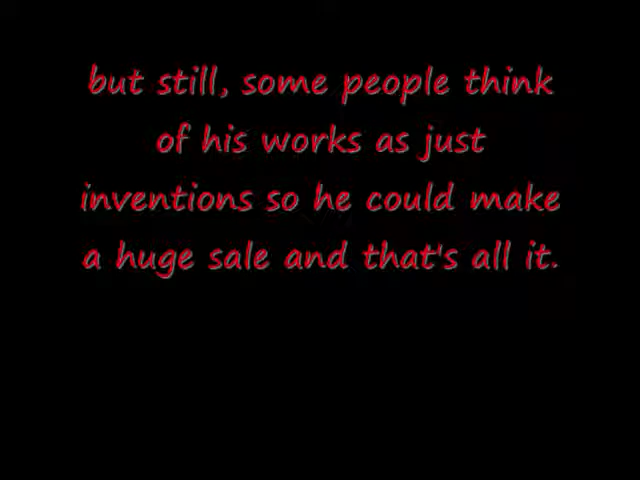 but still, some people think
of his works as just
inventions so he could make
a huge sale and that's all it.